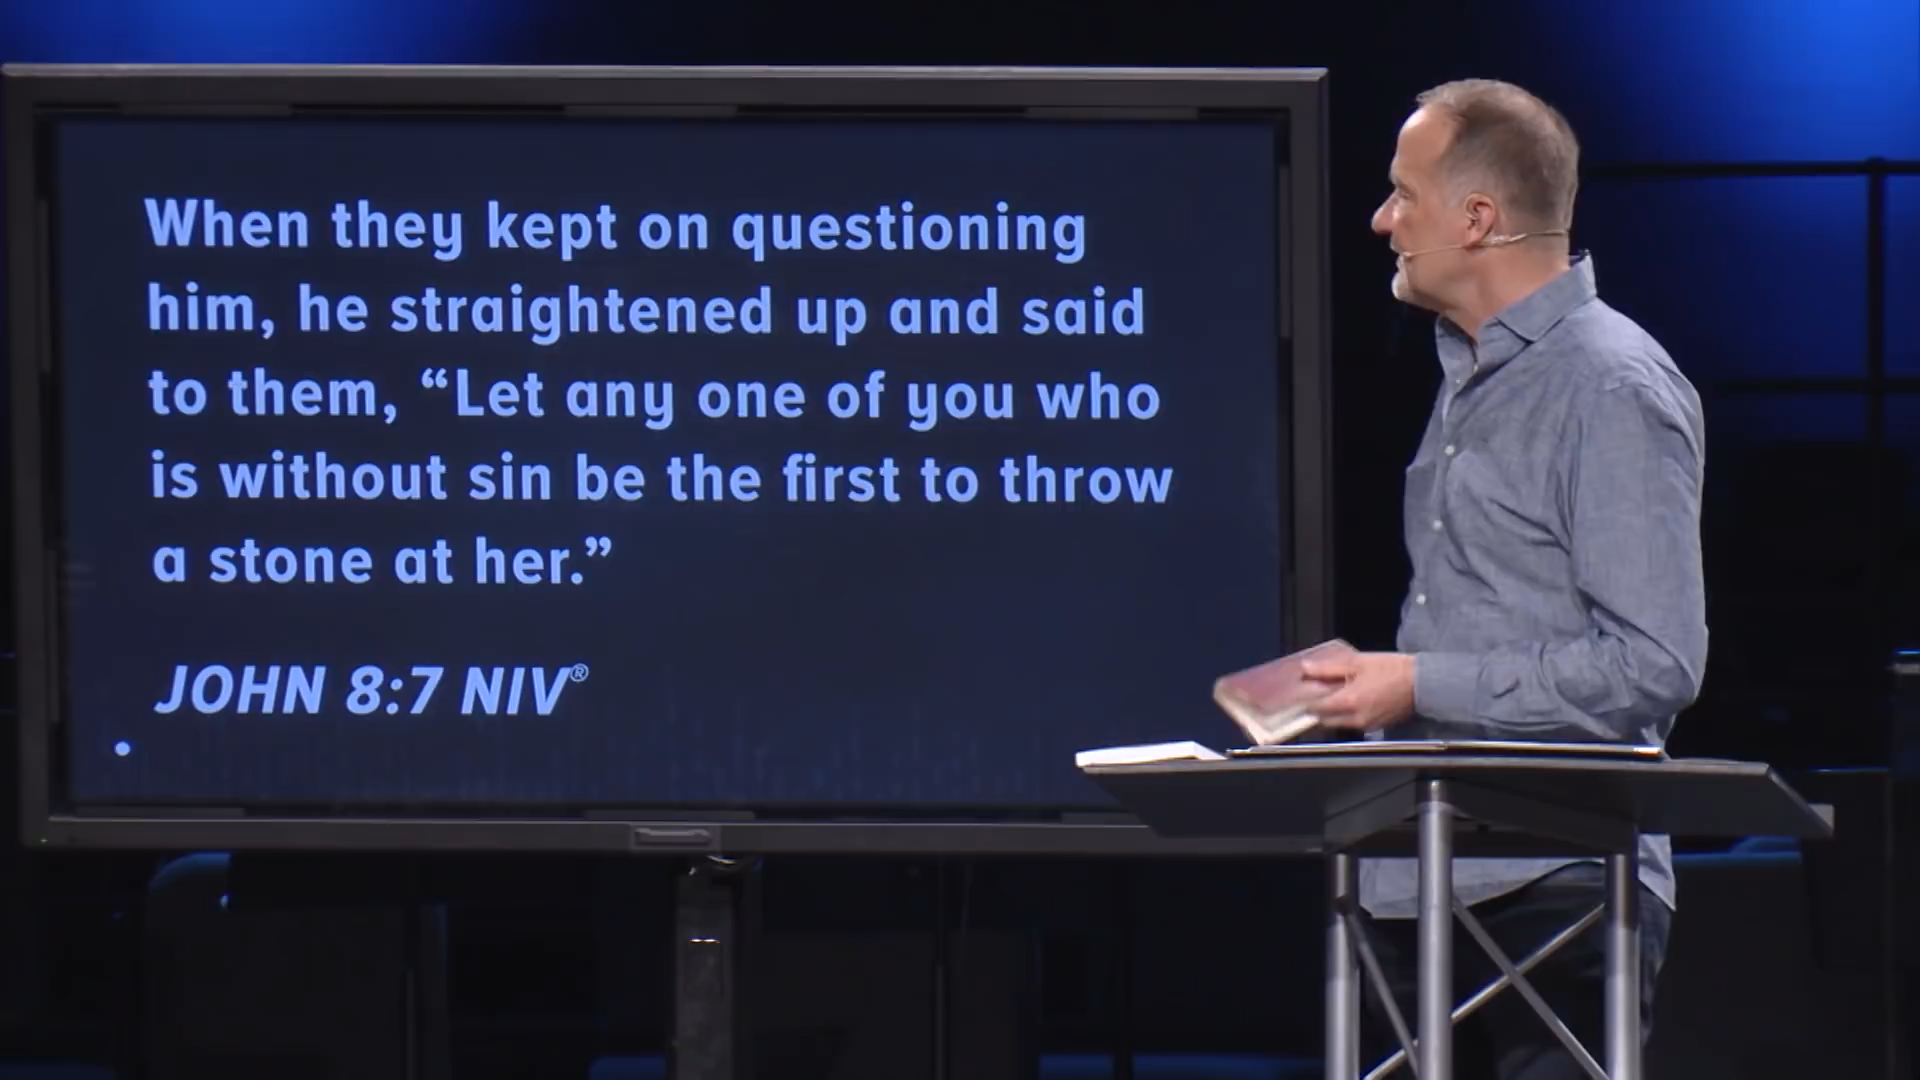 When they kept on questioning
him, he straightened up and said
to them, “Let any one of you who
is without sin be the first to throw
a stone at her.”
JOHN 8:7 NIV®